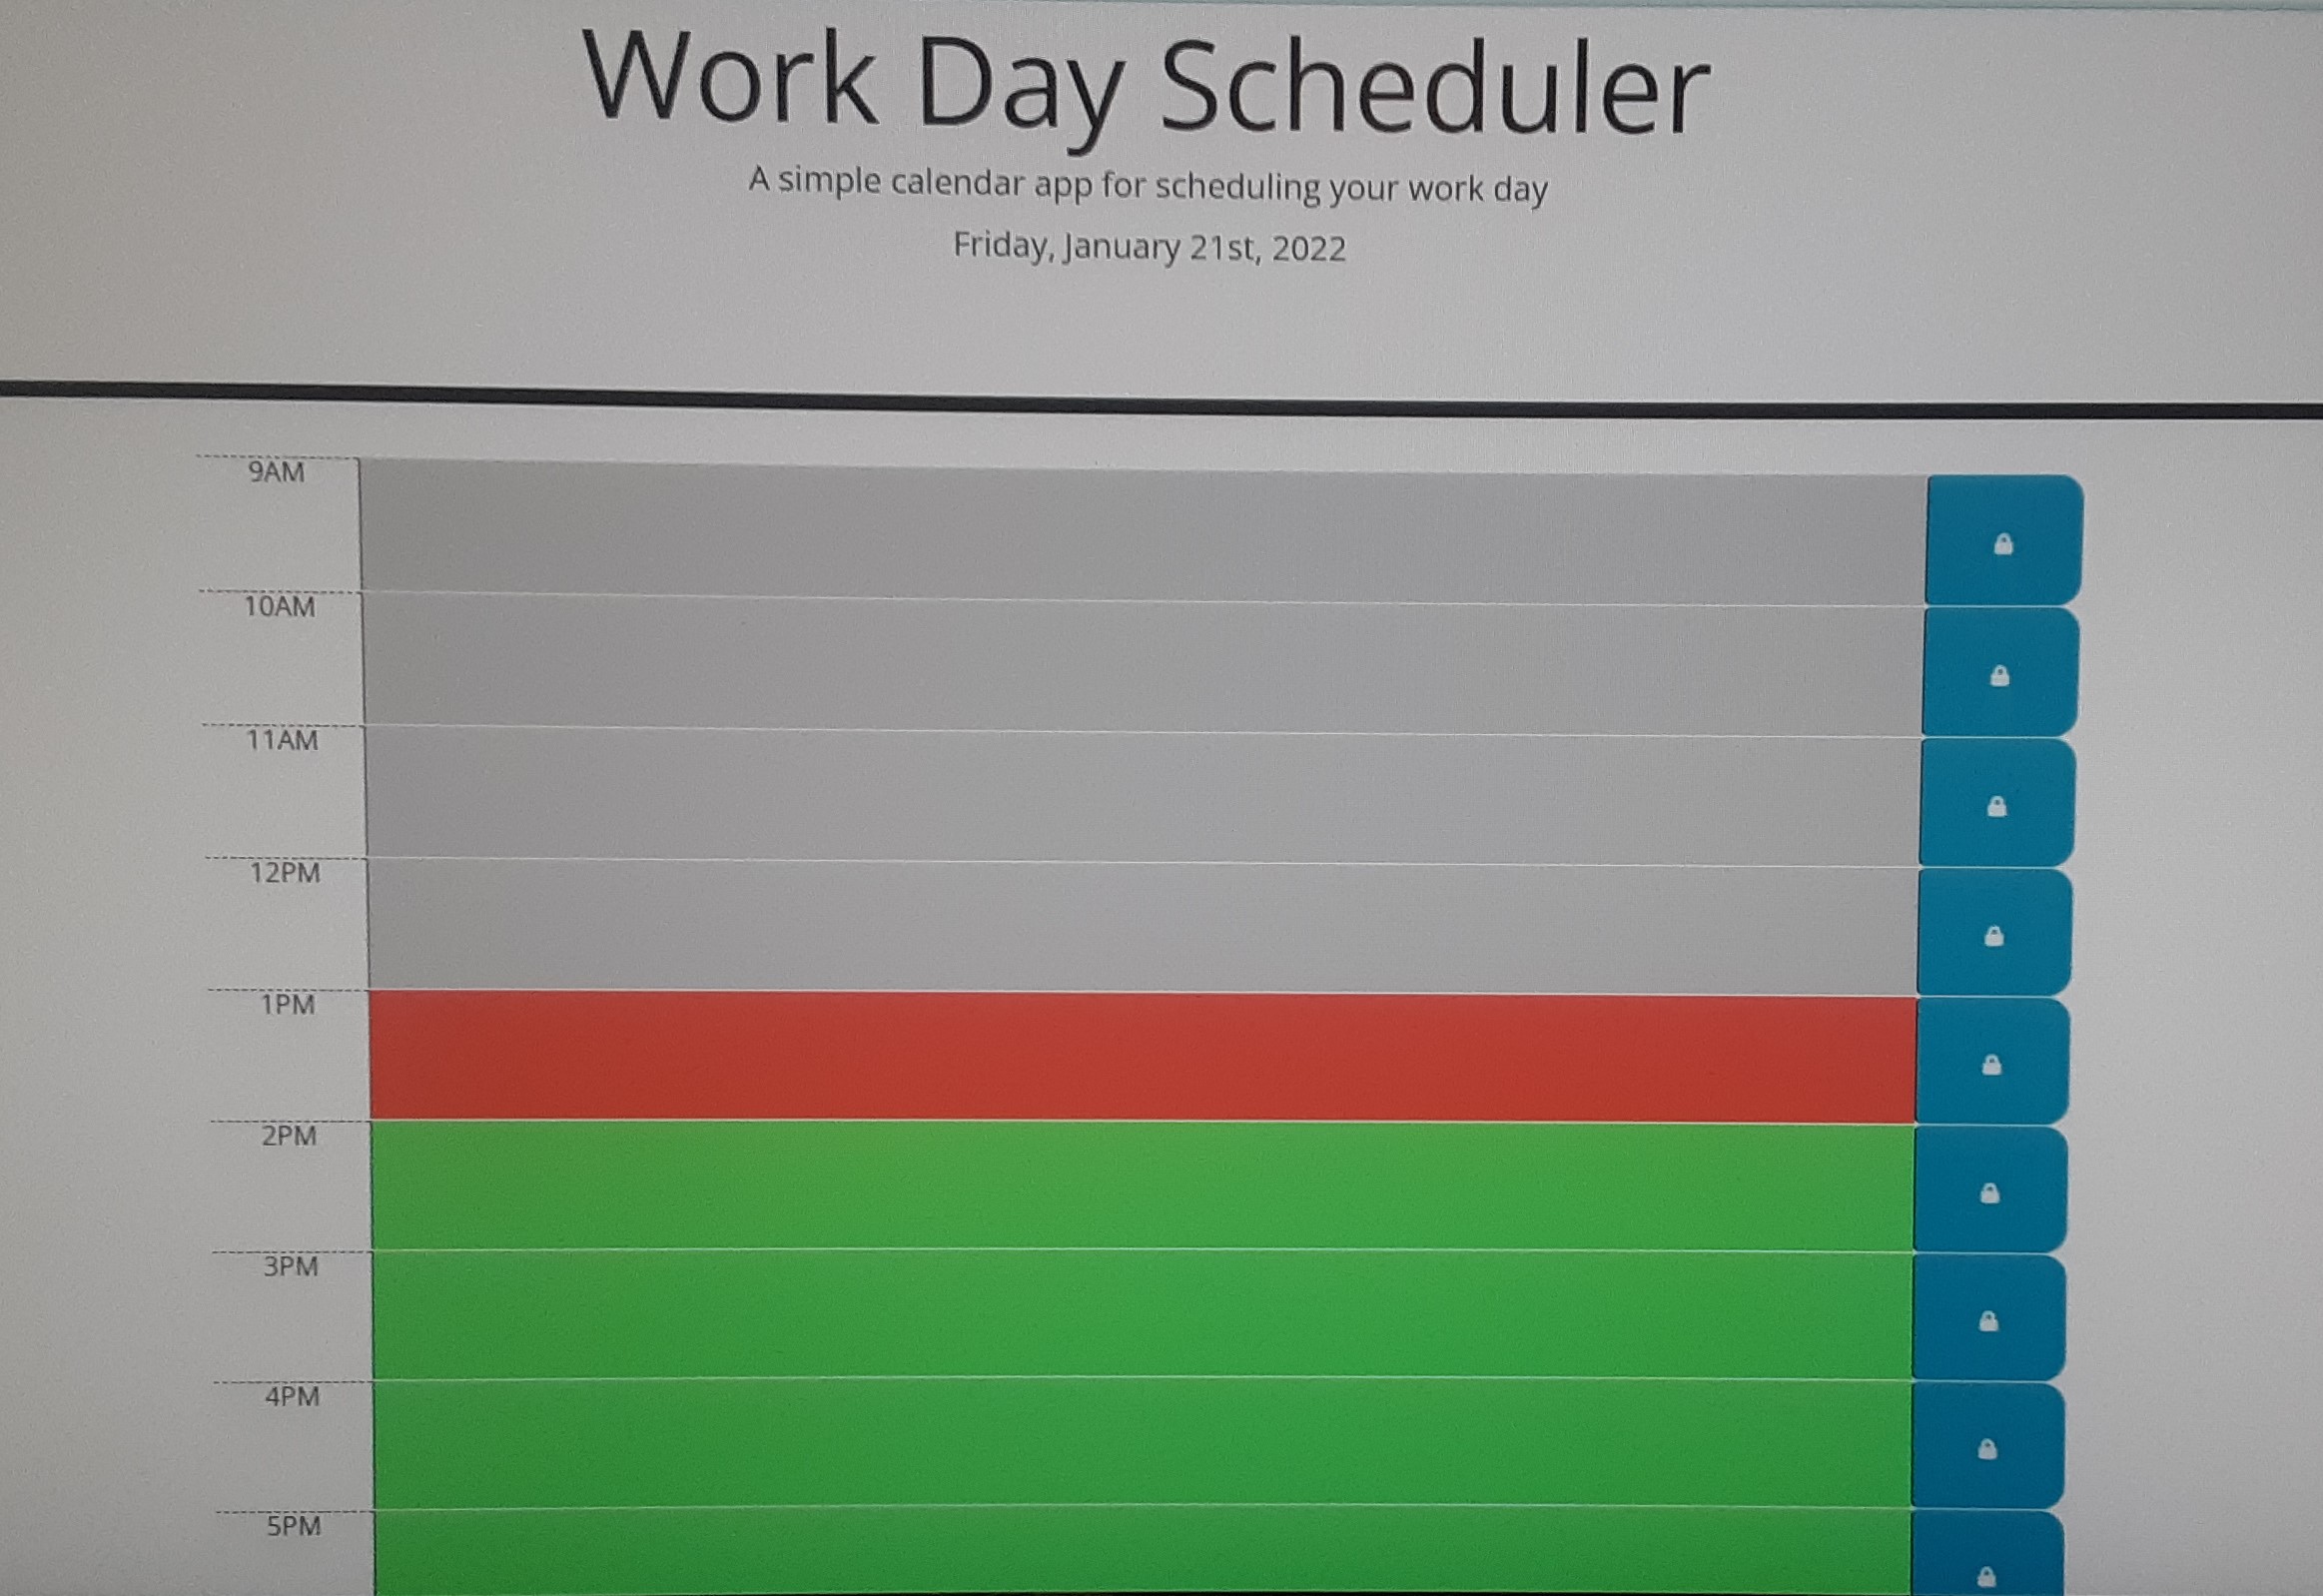 Work Day Scheduler
A simple calendar app for scheduling your work day
Friday, January 21st, 2022
9AM
10AM
11AM
12PM
1PM
2PM
3PM
4PM
5PM